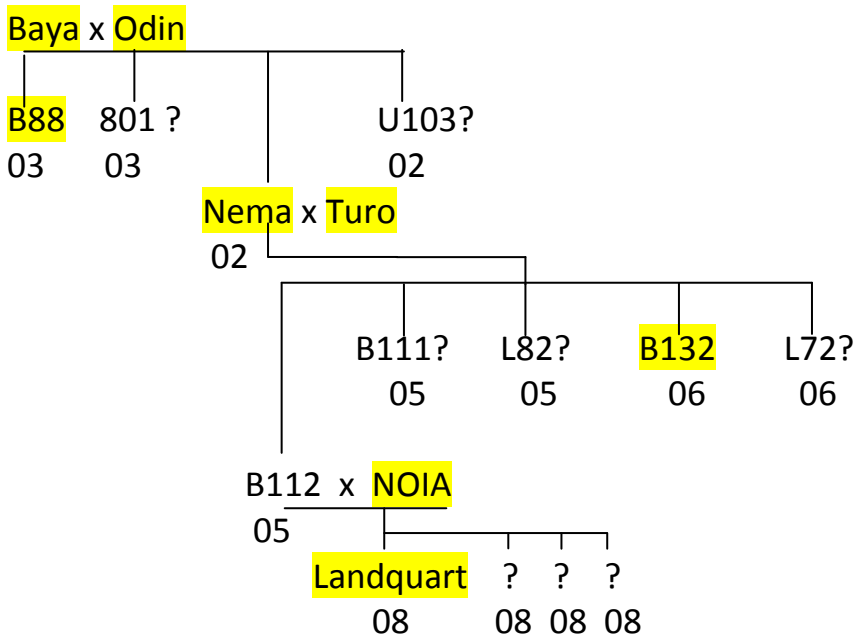 Baya x Odin
B88 801 ? U103?
03 03 02
Nema x Turo
02
B111? L82? B132 L72?
05 05 06 06
B112 x NOIA
05
Landquart ? ? ?
08 08 08 08